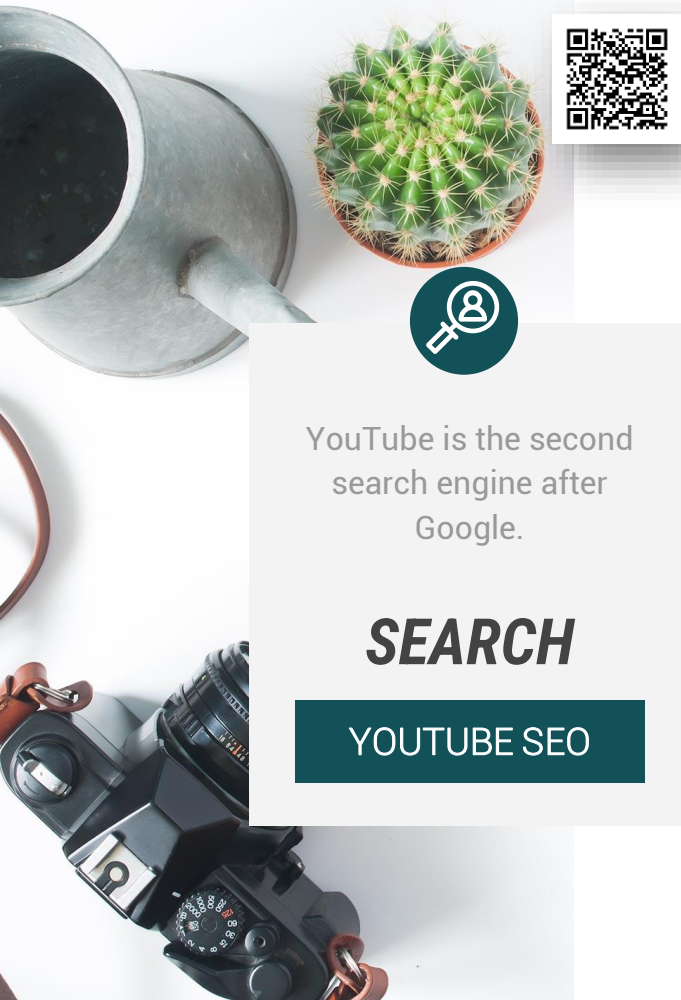 YouTube is the second
search engine after
Google.
SEARCH
YOUTUBE SEO